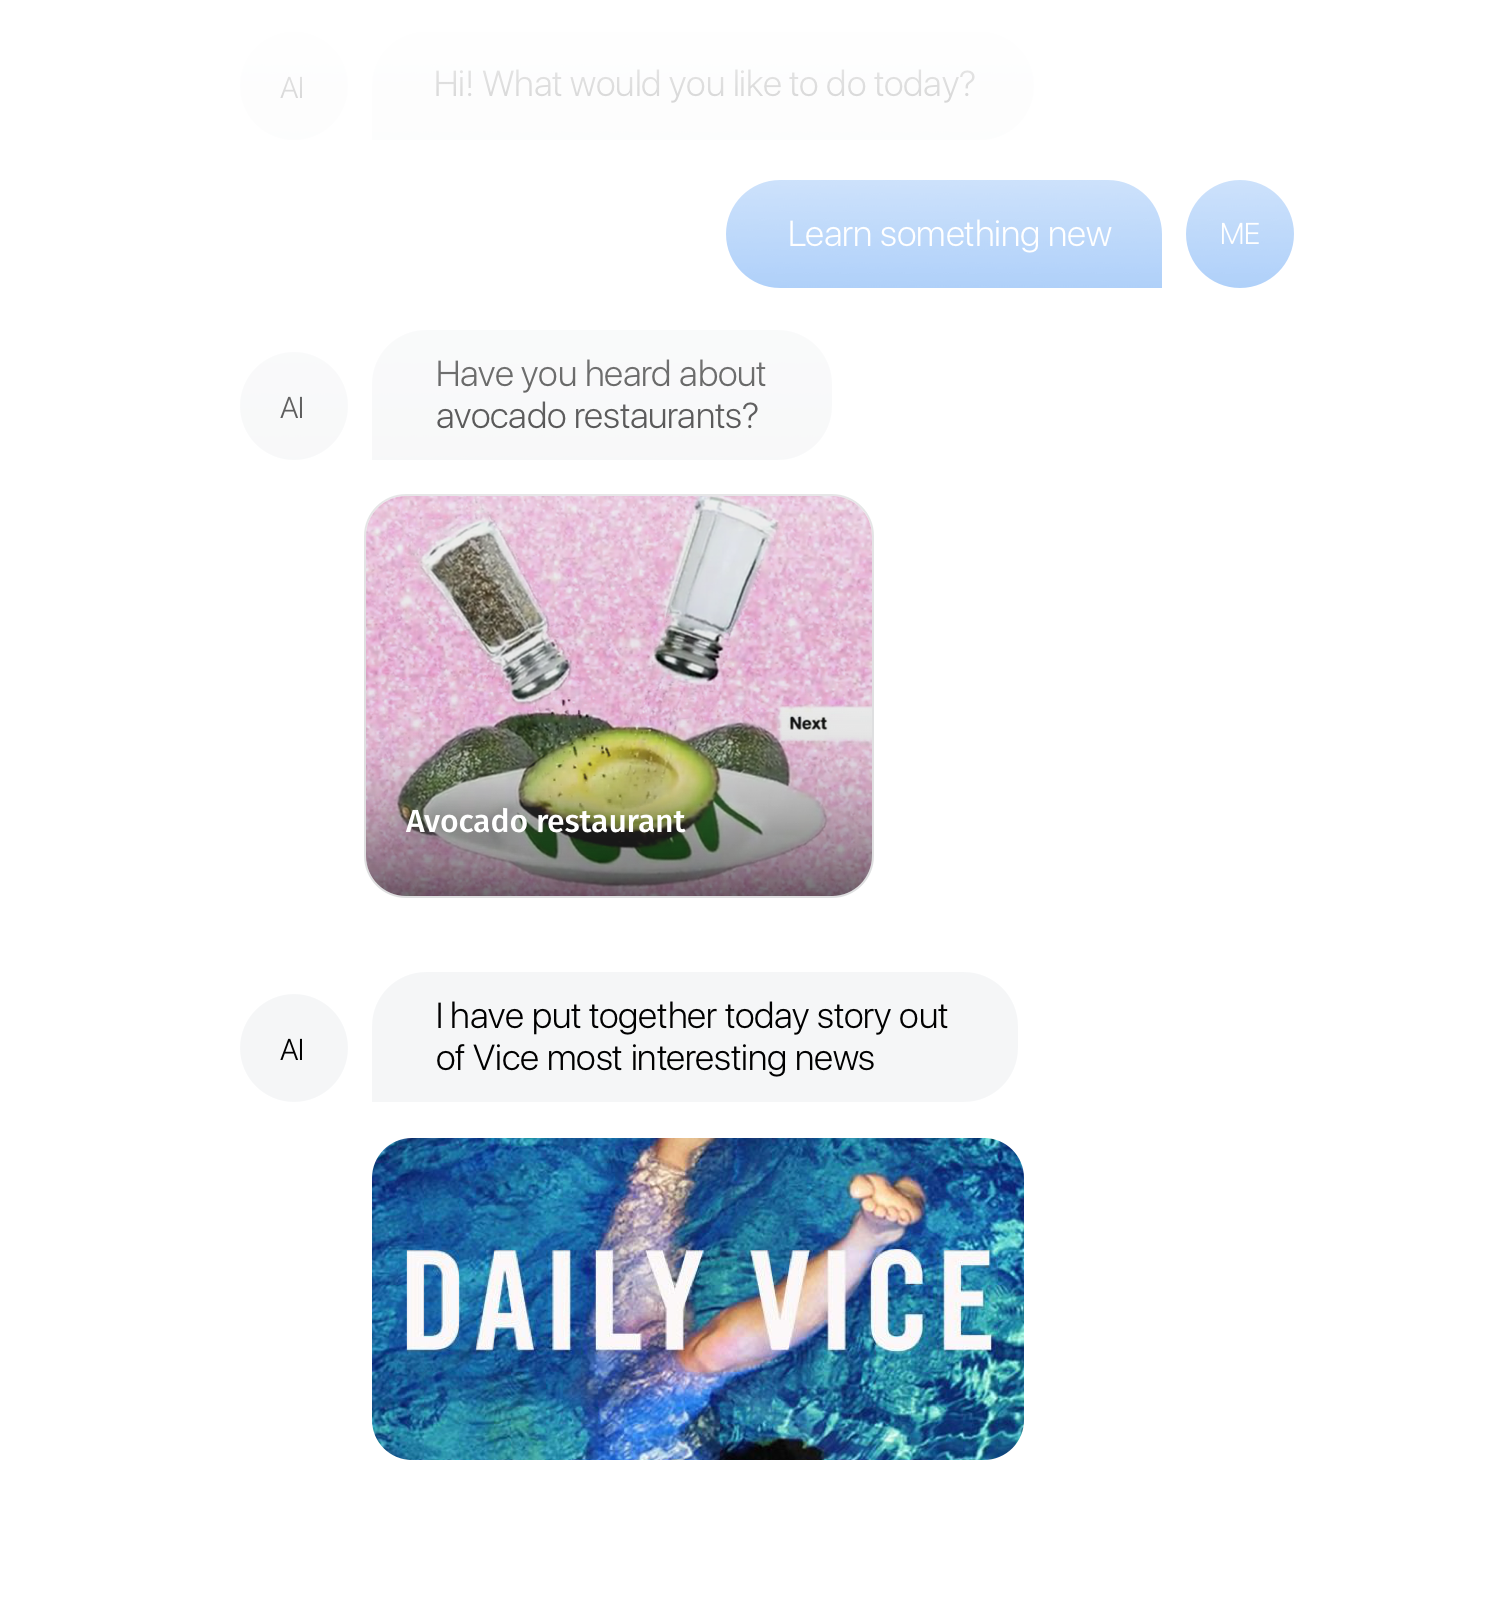 AI
Hi! What would you like to do today?
Learn something new
ME
AI
Have you heard about
avocado restaurants?
Next
Avocado restaurant
AI
I have put together today story out
of Vice most interesting news
DAILY VICE